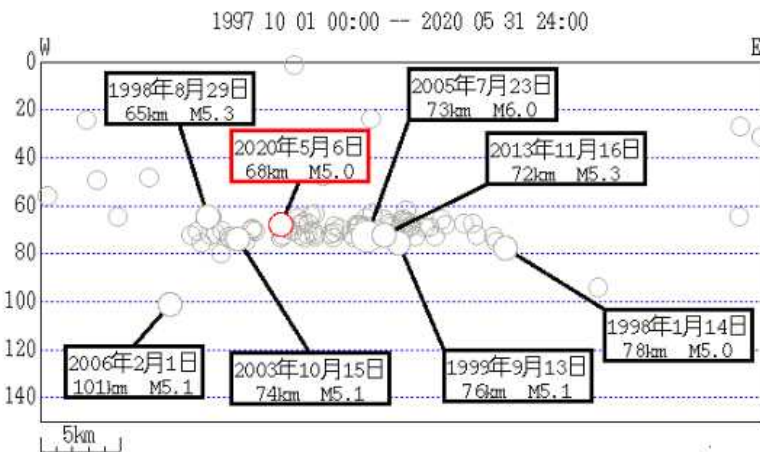 1997 10 01 00:00 -- 2020 05 31 24:00
W
E
0
20
40
60
80
100
120
140
1998年8月29日
65km M5.3
2005年7月23日
73km M6.0
2020年5月6日
68km M5.0
2013年11月16日
72km M5.3
1998年1月14日
78km M5.0
2006年2月1日
101km M5.1
2003年10月15日
74km M5.1
1999年9月13日
76km M5.1
5km